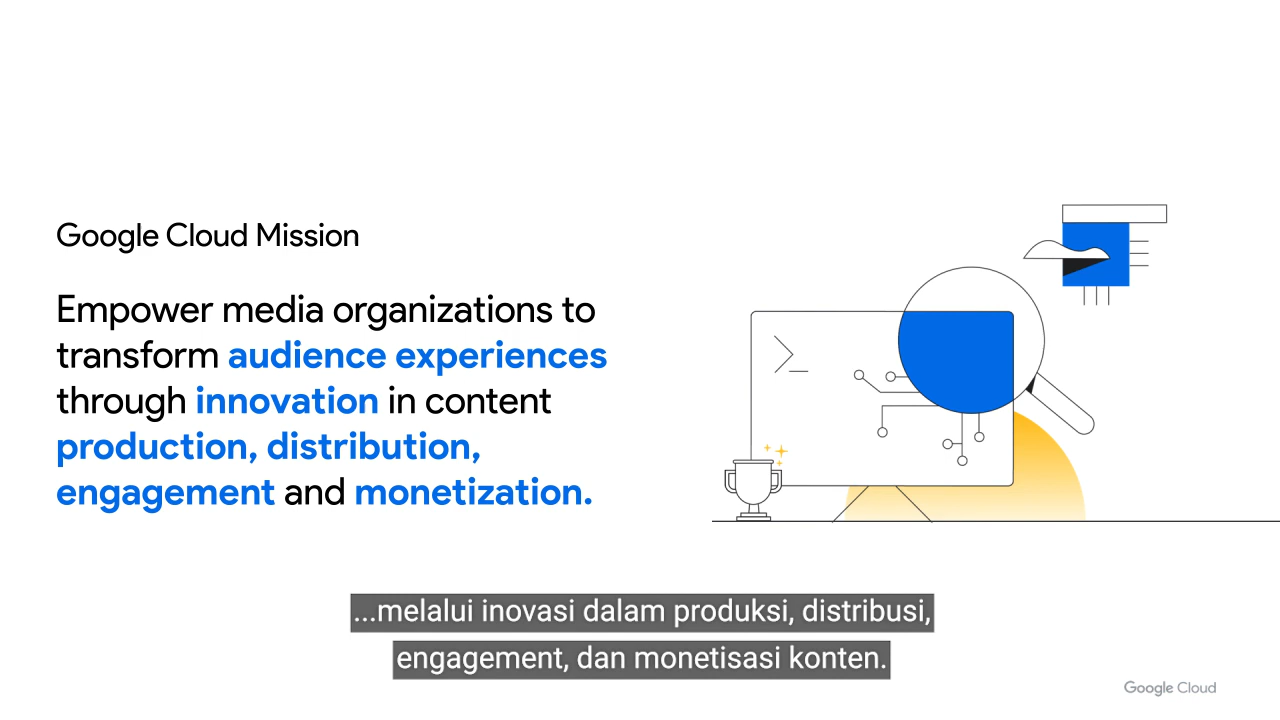 Google Cloud Mission
Empower media organizations to
transform audience experiences
through innovation in content
production, distribution,
engagement and monetization.
...melalui inovasi dalam produksi, distribusi,
engagement, dan monetisasi konten.
Google Cloud